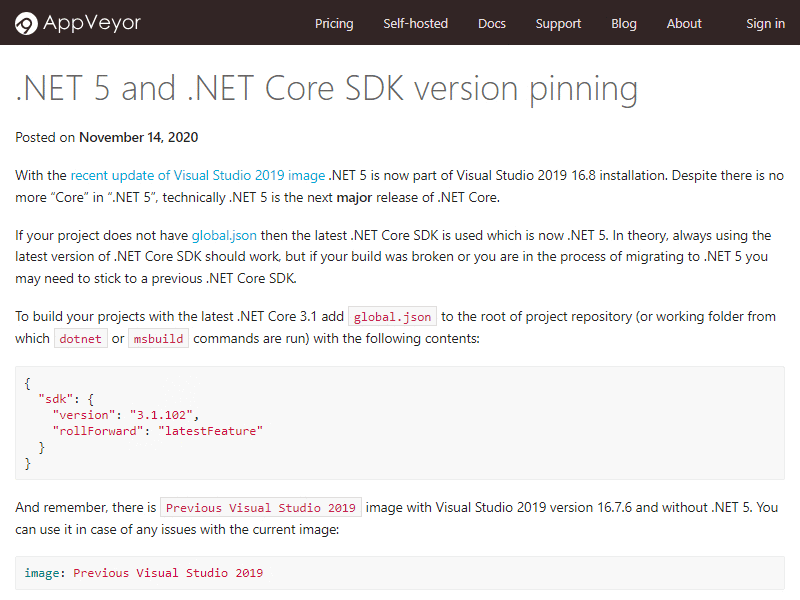 AppVeyor
Pricing
Self-hosted
Docs
Support
Blog
About
Sign in
.NET 5 and .NET Core SDK version pinning
Posted on November 14, 2020
With the recent update of Visual Studio 2019 image .NET 5 is now part of Visual Studio 2019 16.8 installation. Despite there is no
more “Core” in “.NET 5”, technically .NET 5 is the next major release of .NET Core.
If your project does not have global.json then the latest .NET Core SDK is used which is now .NET 5. In theory, always using the
latest version of .NET Core SDK should work, but if your build was broken or you are in the process of migrating to .NET 5 you
may need to stick to a previous .NET Core SDK.
To build your projects with the latest .NET Core 3.1 add global.json to the root of project repository (or working folder from
which dotnet or msbuild commands are run) with the following contents:
{
  "sdk": {
    "version": "3.1.102",
    "rollForward": "latestFeature"
  }
}
And remember, there is Previous Visual Studio 2019 image with Visual Studio 2019 version 16.7.6 and without .NET 5. You
can use it in case of any issues with the current image:
image: Previous Visual Studio 2019